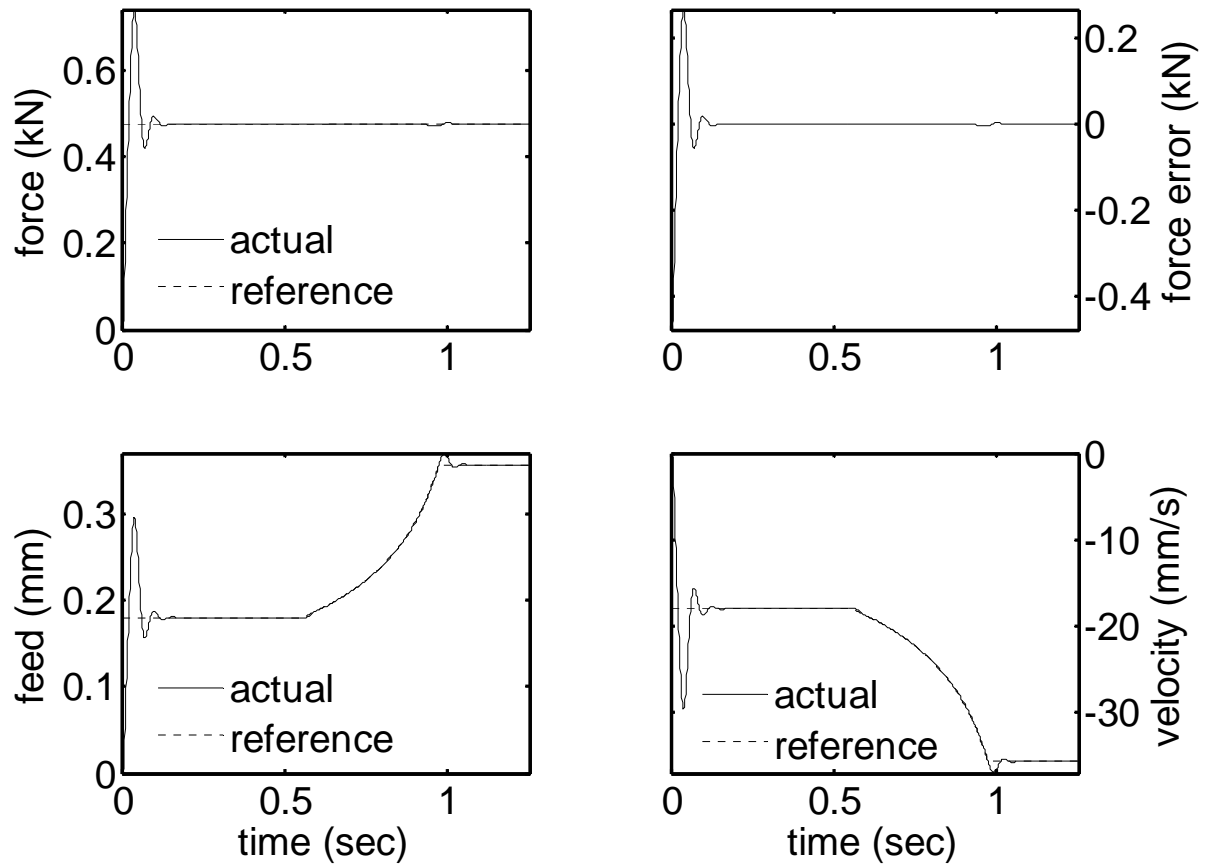 force (kN)
0.6
0.4
0.2
0
actual
reference
0
0.5
1
force error (kN)
0.2
0
-0.2
-0.4
0
0.5
1
feed (mm)
0.3
0.2
0.1
0
actual
reference
0
0.5
1
time (sec)
velocity (mm/s)
0
-10
-20
-30
actual
reference
0
0.5
1
time (sec)